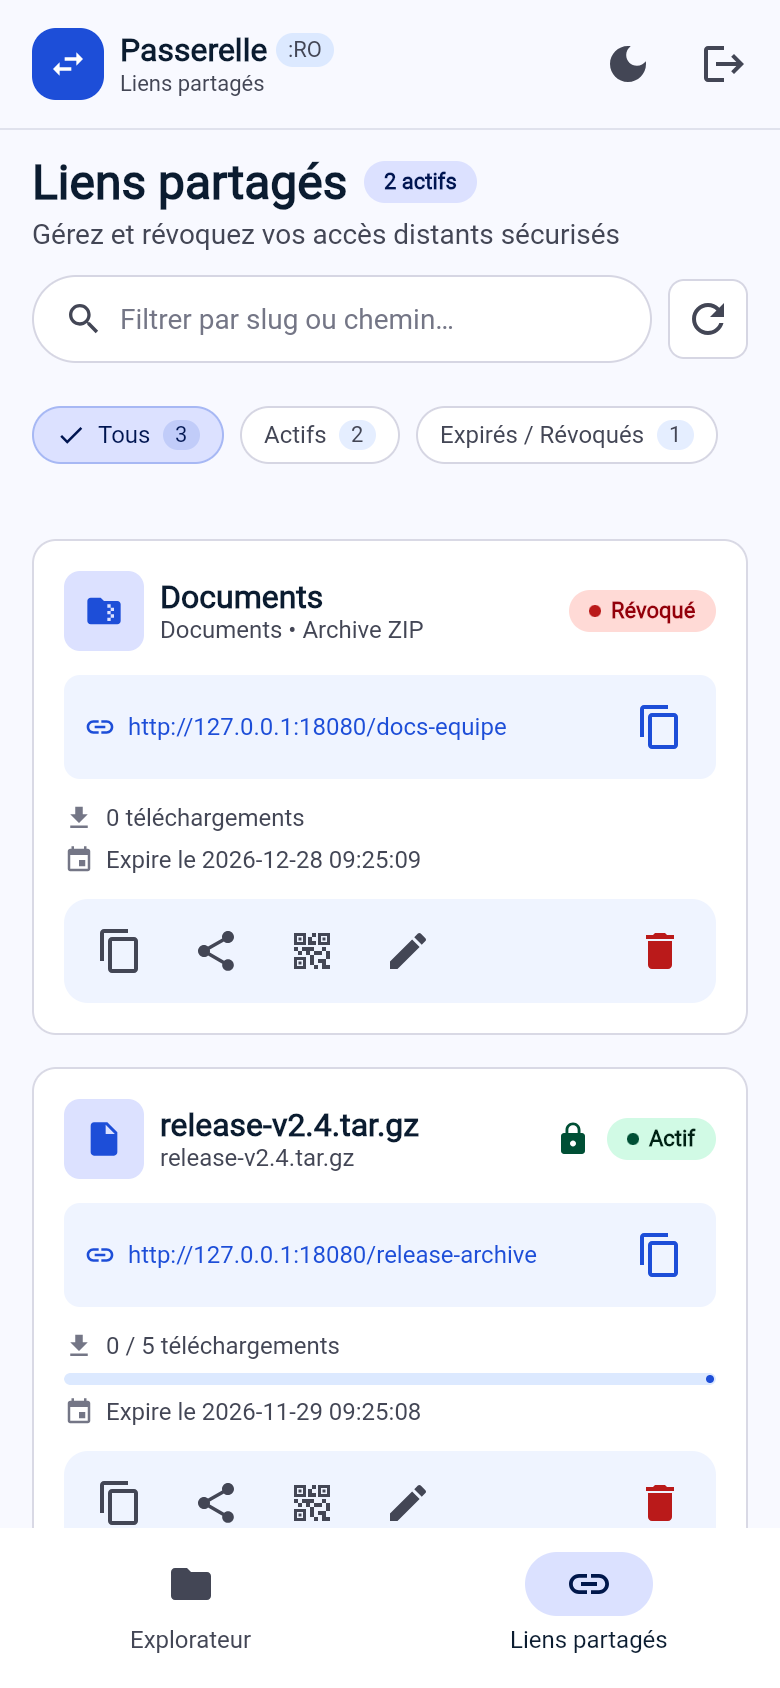 Passerelle :RO
Liens partagés
Liens partagés 2 actifs
Gérez et révoquez vos accès distants sécurisés
Filtrer par slug ou chemin…
Tous 3 Actifs 2 Expirés / Révoqués 1
Documents
Documents • Archive ZIP
Révoqué
http://127.0.0.1:18080/docs-equipe
0 téléchargements
Expire le 2026-12-28 09:25:09
release-v2.4.tar.gz
release-v2.4.tar.gz
Actif
http://127.0.0.1:18080/release-archive
0 / 5 téléchargements
Expire le 2026-11-29 09:25:08
Explorateur Liens partagés